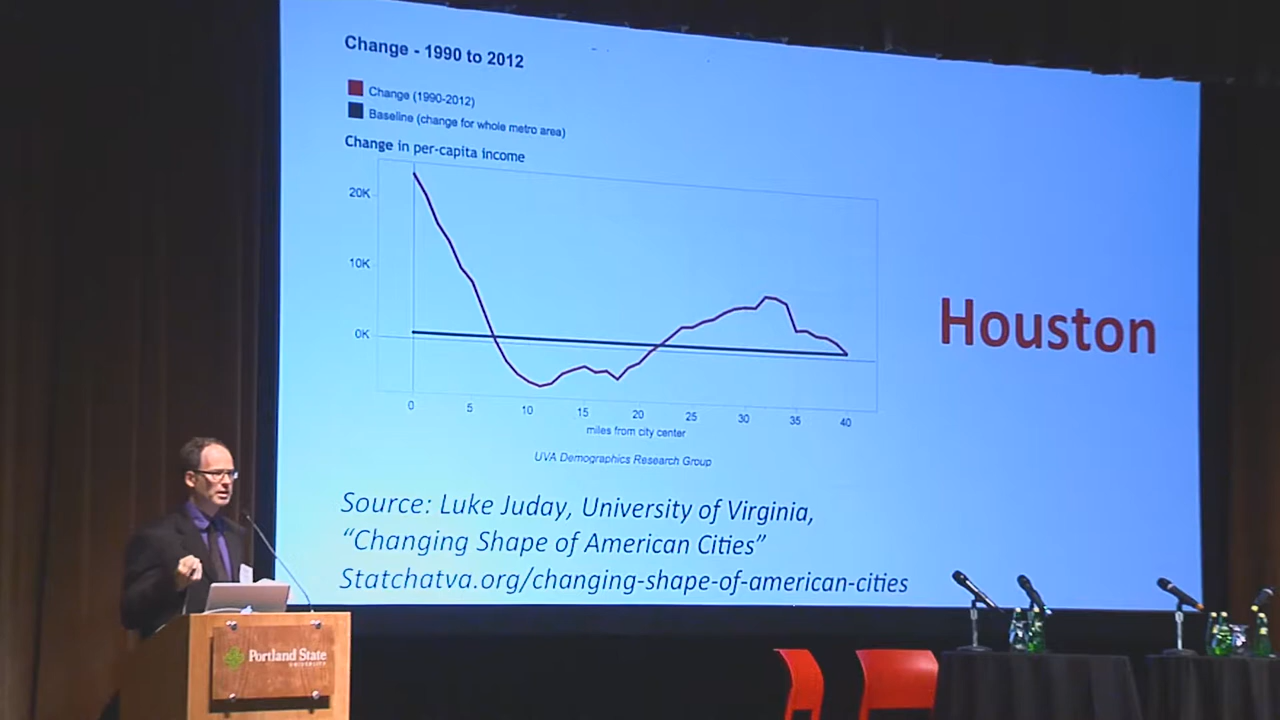 Change - 1990 to 2012
Change (1990-2012)
Baseline (change for whole metro area)
Change in per-capita income
20K
10K
0K
0 5 10 15 20 25 30 35 40
miles from city center
UVA Demographics Research Group
Houston
Source: Luke Juday, University of Virginia,
“Changing Shape of American Cities”
Statchatva.org/changing-shape-of-american-cities
Portland State
UNIVERSITY